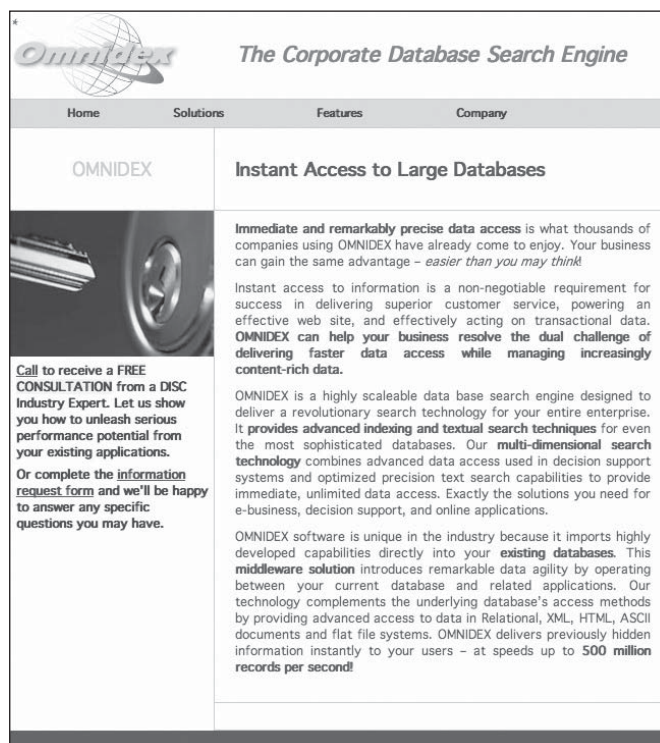 *
Omnidex
The Corporate Database Search Engine
Home Solutions Features Company
OMNIDEX
Instant Access to Large Databases
Call to receive a FREE
CONSULTATION from a DISC
Industry Expert. Let us show
you how to unleash serious
performance potential from
your existing applications.
Or complete the information
request form and we'll be happy
to answer any specific
questions you may have.
Immediate and remarkably precise data access is what thousands of
companies using OMNIDEX have already come to enjoy. Your business
can gain the same advantage – easier than you may think!
Instant access to information is a non-negotiable requirement for
success in delivering superior customer service, powering an
effective web site, and effectively acting on transactional data.
OMNIDEX can help your business resolve the dual challenge of
delivering faster data access while managing increasingly
content-rich data.
OMNIDEX is a highly scaleable data base search engine designed to
deliver a revolutionary search technology for your entire enterprise.
It provides advanced indexing and textual search techniques for even
the most sophisticated databases. Our multi-dimensional search
technology combines advanced data access used in decision support
systems and optimized precision text search capabilities to provide
immediate, unlimited data access. Exactly the solutions you need for
e-business, decision support, and online applications.
OMNIDEX software is unique in the industry because it imports highly
developed capabilities directly into your existing databases. This
middleware solution introduces remarkable data agility by operating
between your current database and related applications. Our
technology complements the underlying database's access methods
by providing advanced access to data in Relational, XML, HTML, ASCII
documents and flat file systems. OMNIDEX delivers previously hidden
information instantly to your users – at speeds up to 500 million
records per second!